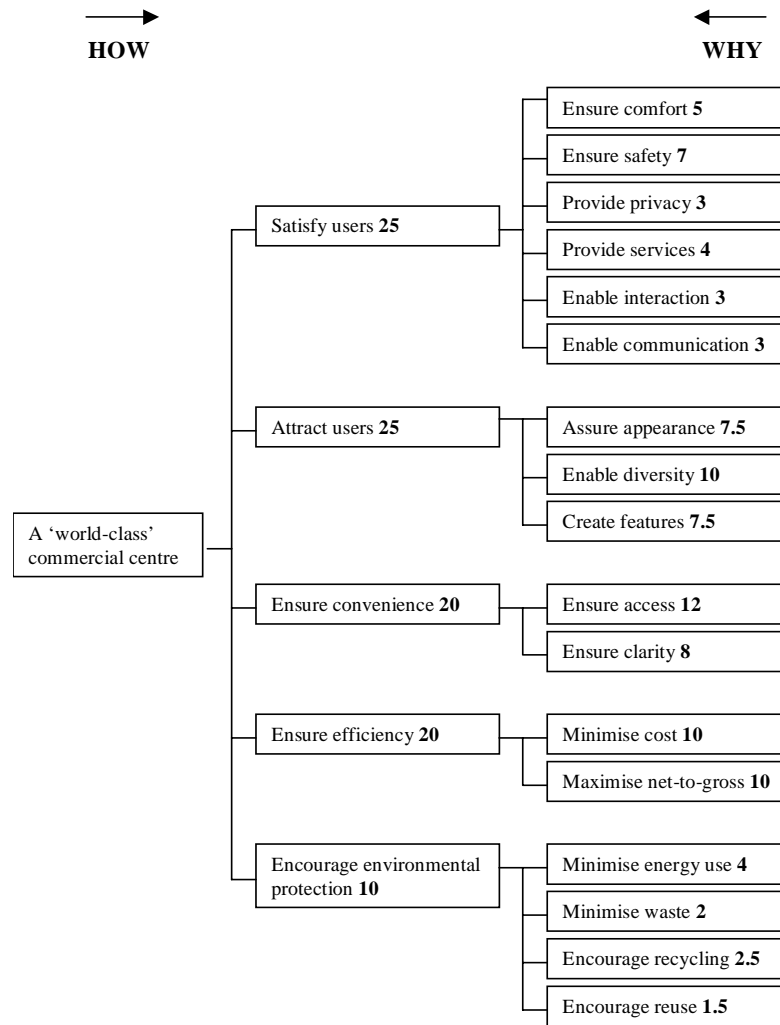 HOW
WHY
Ensure comfort 5
Ensure safety 7
Provide privacy 3
Satisfy users 25
Provide services 4
Enable interaction 3
Enable communication 3
Attract users 25
Assure appearance 7.5
Enable diversity 10
Create features 7.5
A ‘world-class’
commercial centre
Ensure convenience 20
Ensure access 12
Ensure clarity 8
Ensure efficiency 20
Minimise cost 10
Maximise net-to-gross 10
Encourage environmental
protection 10
Minimise energy use 4
Minimise waste 2
Encourage recycling 2.5
Encourage reuse 1.5